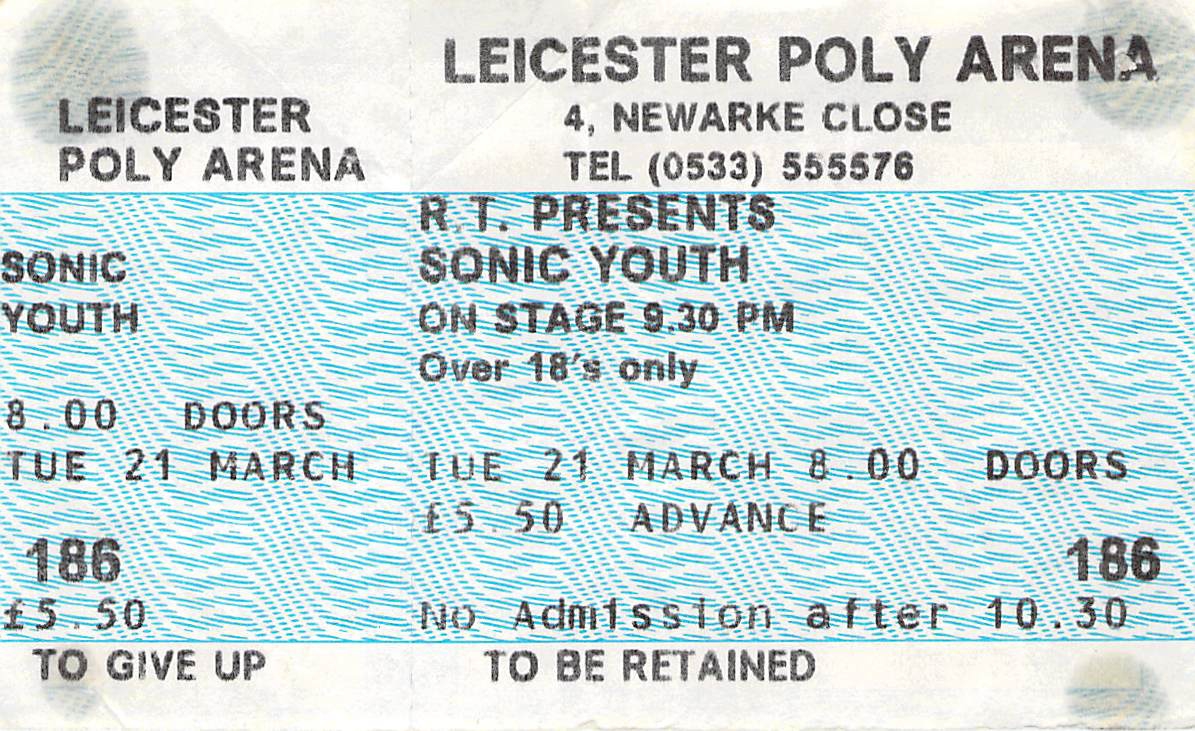 LEICESTER
POLY ARENA
SONIC
YOUTH
8.00 DOORS
TUE 21 MARCH
186
£5.50
TO GIVE UP
LEICESTER POLY ARENA
4, NEWARKE CLOSE
TEL (0533) 555576
R.T. PRESENTS
SONIC YOUTH
ON STAGE 9.30 PM
Over 18's only
TUE 21 MARCH 8.00 DOORS
£5.50 ADVANCE
186
No Admission after 10.30
TO BE RETAINED